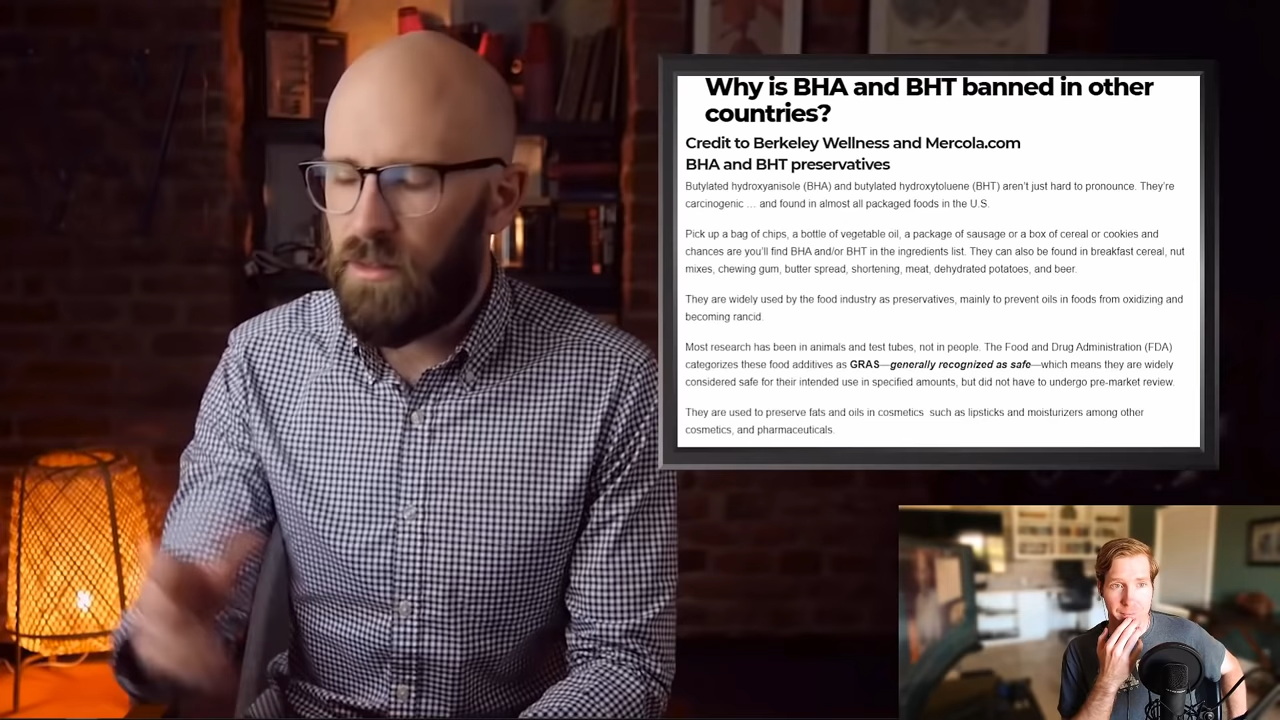 Why is BHA and BHT banned in other
countries?
Credit to Berkeley Wellness and Mercola.com
BHA and BHT preservatives
Butylated hydroxyanisole (BHA) and butylated hydroxytoluene (BHT) aren't just hard to pronounce. They're
carcinogenic … and found in almost all packaged foods in the U.S.
Pick up a bag of chips, a bottle of vegetable oil, a package of sausage or a box of cereal or cookies and
chances are you'll find BHA and/or BHT in the ingredients list. They can also be found in breakfast cereal, nut
mixes, chewing gum, butter spread, shortening, meat, dehydrated potatoes, and beer.
They are widely used by the food industry as preservatives, mainly to prevent oils in foods from oxidizing and
becoming rancid.
Most research has been in animals and test tubes, not in people. The Food and Drug Administration (FDA)
categorizes these food additives as GRAS—generally recognized as safe—which means they are widely
considered safe for their intended use in specified amounts, but did not have to undergo pre-market review.
They are used to preserve fats and oils in cosmetics such as lipsticks and moisturizers among other
cosmetics, and pharmaceuticals.